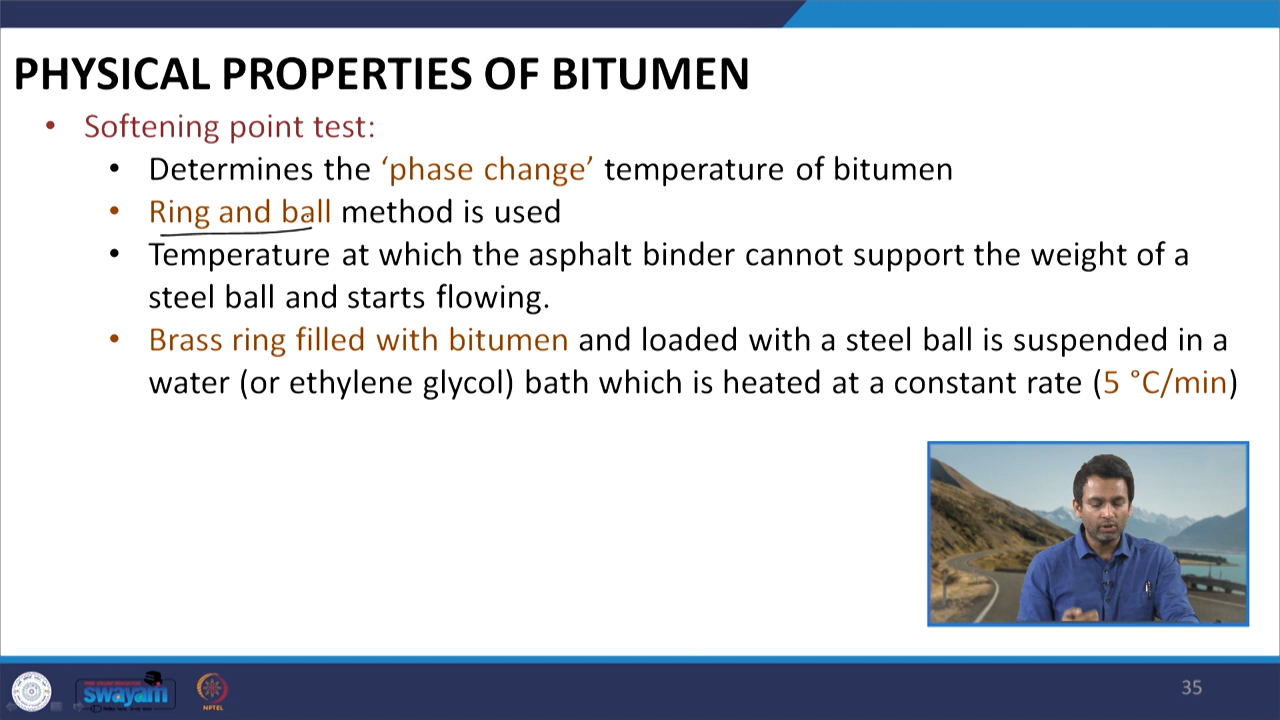 PHYSICAL PROPERTIES OF BITUMEN
• Softening point test:
• Determines the ‘phase change’ temperature of bitumen
• Ring and ball method is used
• Temperature at which the asphalt binder cannot support the weight of a
steel ball and starts flowing.
• Brass ring filled with bitumen and loaded with a steel ball is suspended in a
water (or ethylene glycol) bath which is heated at a constant rate (5 °C/min)
swayam
NPTEL
35